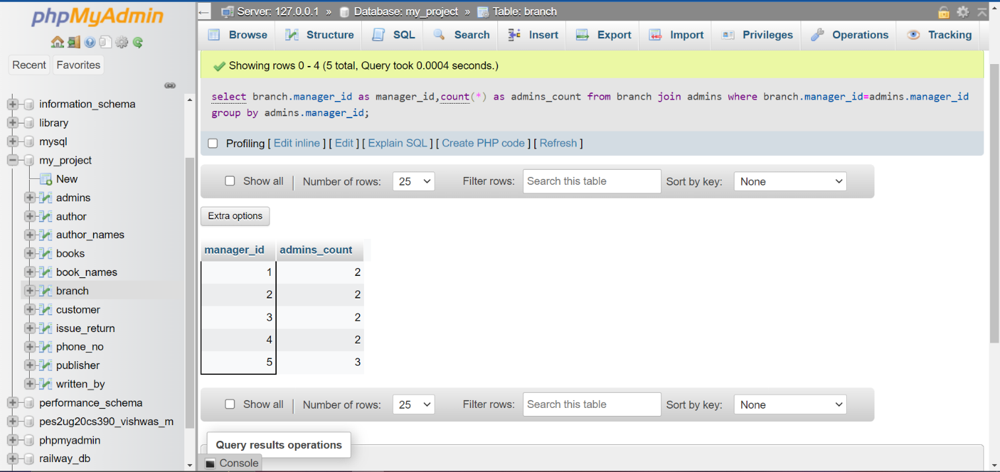 phpMyAdmin
Recent Favorites
information_schema
library
mysql
my_project
New
admins
author
author_names
books
book_names
branch
customer
issue_return
phone_no
publisher
written_by
performance_schema
pes2ug20cs390_vishwas_m
phpmyadmin
railway_db
Server: 127.0.0.1 » Database: my_project » Table: branch
Browse Structure SQL Search Insert Export Import Privileges Operations Tracking
Showing rows 0 - 4 (5 total, Query took 0.0004 seconds.)
select branch.manager_id as manager_id,count(*) as admins_count from branch join admins where branch.manager_id=admins.manager_id
group by admins.manager_id;
Profiling [ Edit inline ] [ Edit ] [ Explain SQL ] [ Create PHP code ] [ Refresh ]
Show all | Number of rows: 25 Filter rows: Search this table Sort by key: None
Extra options
manager_id admins_count
1 2
2 2
3 2
4 2
5 3
Show all | Number of rows: 25 Filter rows: Search this table Sort by key: None
Query results operations
Console